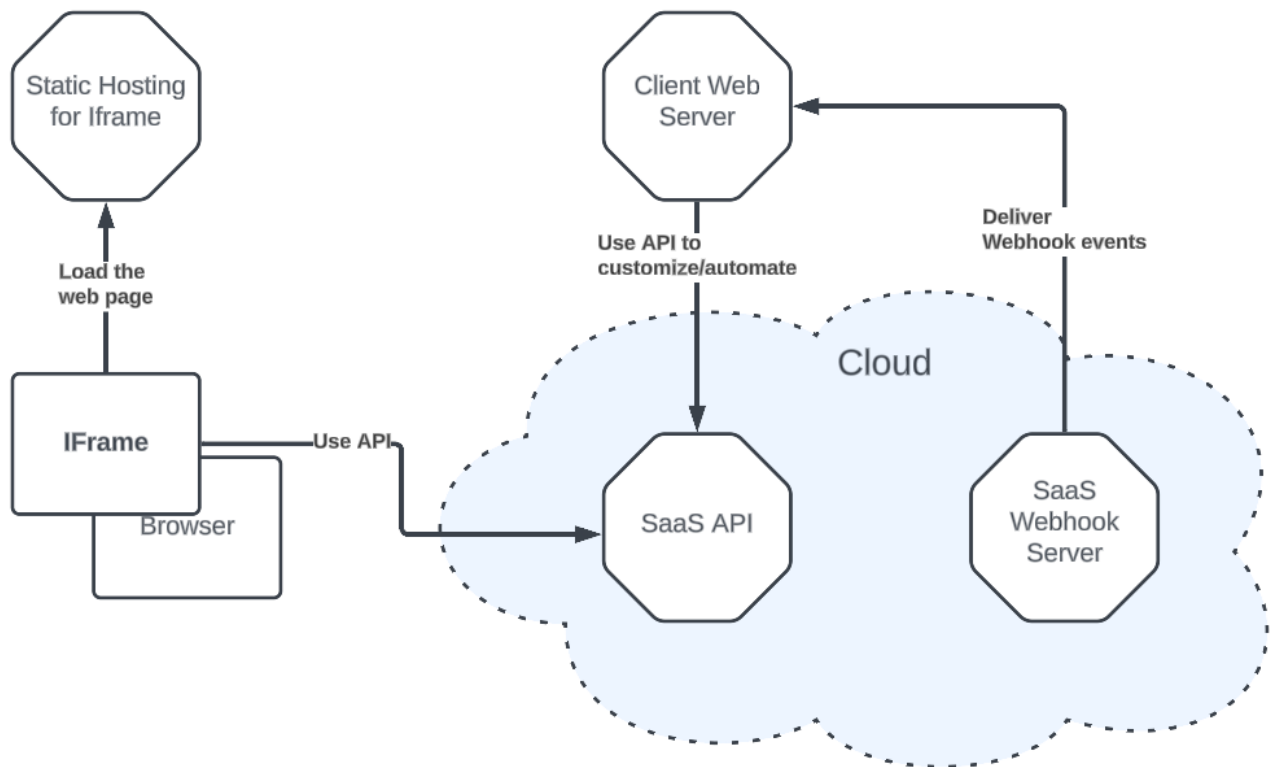 Static Hosting
for Iframe
Client Web
Server
Deliver
Webhook events
Use API to
customize/automate
Load the
web page
Cloud
IFrame
Use API
Browser
SaaS API
SaaS
Webhook
Server